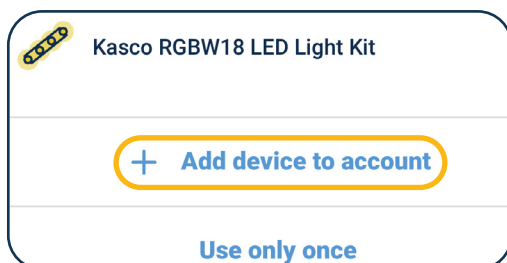 Kasco RGBW18 LED Light Kit
+ Add device to account
Use only once